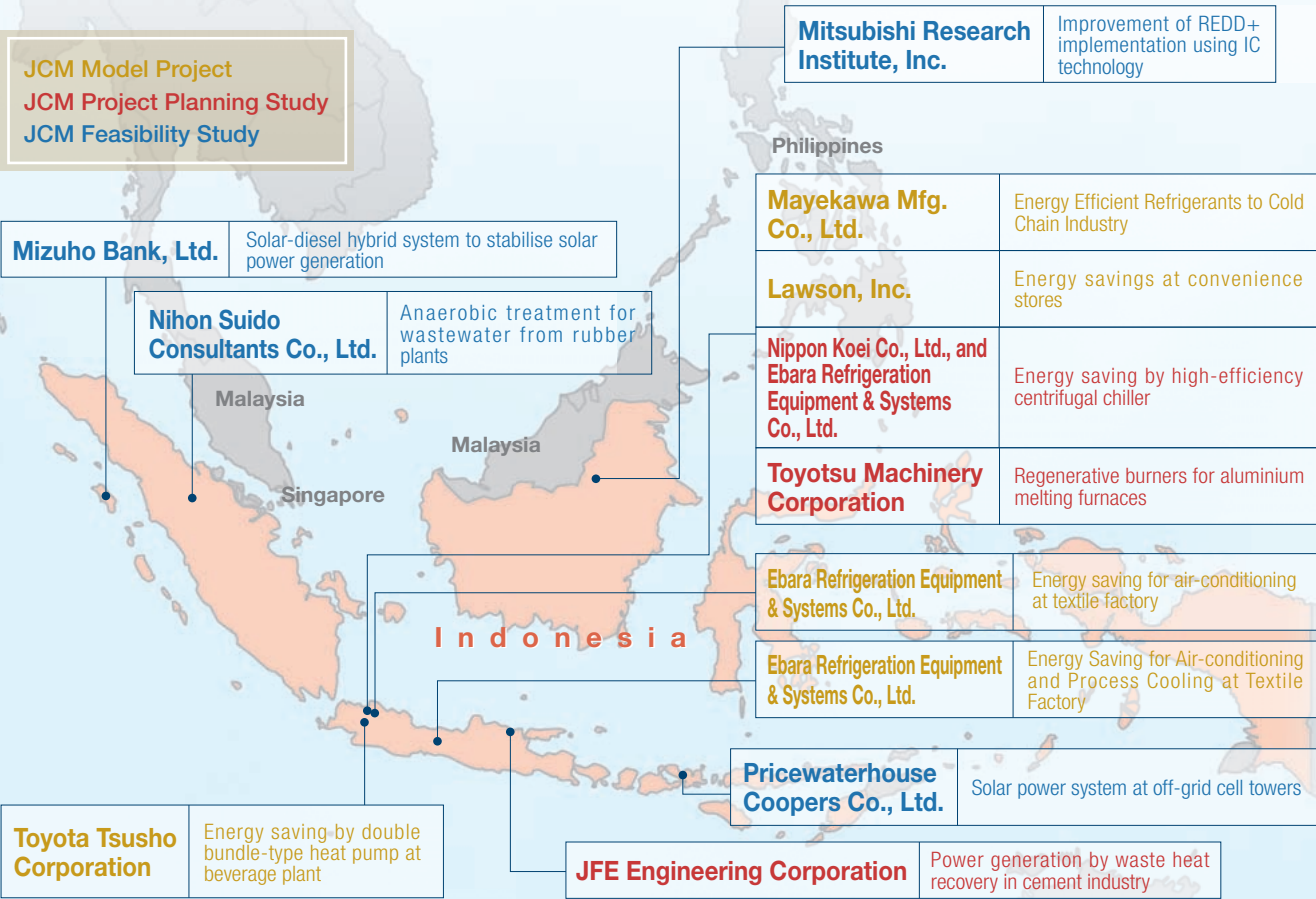 JCM Model Project
JCM Project Planning Study
JCM Feasibility Study
Mitsubishi Research
Institute, Inc.
Improvement of REDD+
implementation using IC
technology
Philippines
Mayekawa Mfg.
Co., Ltd.
Energy Efficient Refrigerants to Cold
Chain Industry
Lawson, Inc.
Energy savings at convenience
stores
Nippon Koei Co., Ltd., and
Ebara Refrigeration
Equipment & Systems
Co., Ltd.
Energy saving by high-efficiency
centrifugal chiller
Toyotsu Machinery
Corporation
Regenerative burners for aluminium
melting furnaces
Mizuho Bank, Ltd.
Solar-diesel hybrid system to stabilise solar
power generation
Nihon Suido
Consultants Co., Ltd.
Anaerobic treatment for
wastewater from rubber
plants
Malaysia
Malaysia
Singapore
Indonesia
Ebara Refrigeration Equipment
& Systems Co., Ltd.
Energy saving for air-conditioning
at textile factory
Ebara Refrigeration Equipment
& Systems Co., Ltd.
Energy Saving for Air-conditioning
and Process Cooling at Textile
Factory
Pricewaterhouse
Coopers Co., Ltd.
Solar power system at off-grid cell towers
Toyota Tsusho
Corporation
Energy saving by double
bundle-type heat pump at
beverage plant
JFE Engineering Corporation
Power generation by waste heat
recovery in cement industry